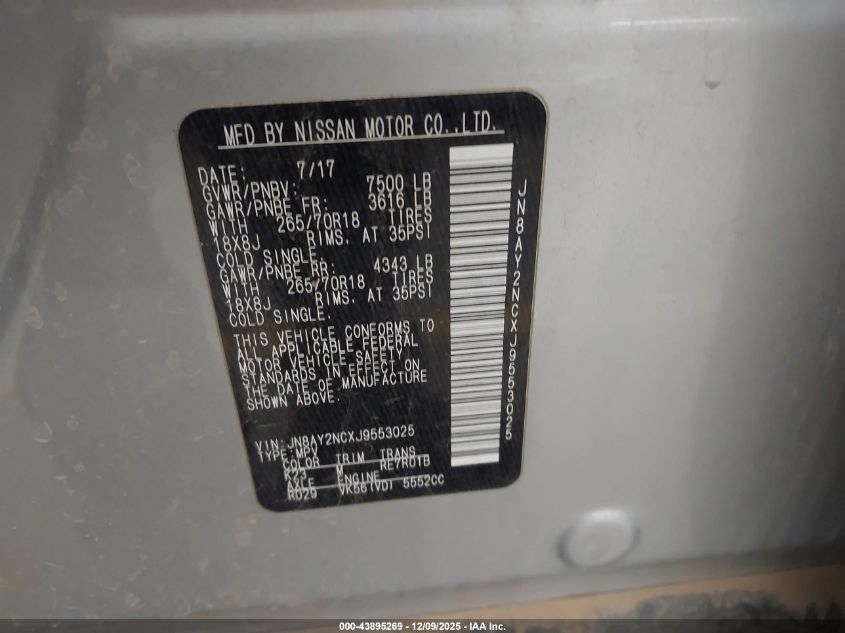 MFD BY NISSAN MOTOR CO.,LTD.
DATE: 7/17
GVWR/PNBV: 7500 LB
GAWR/PNBE FR: 3616 LB
WITH 265/70R18 TIRES
18X8J RIMS, AT 35PSI
COLD SINGLE.
GAWR/PNBE RR: 4343 LB
WITH 265/70R18 TIRES
18X8J RIMS, AT 35PSI
COLD SINGLE.
THIS VEHICLE CONFORMS TO
ALL APPLICABLE FEDERAL
MOTOR VEHICLE SAFETY
STANDARDS IN EFFECT ON
THE DATE OF MANUFACTURE
SHOWN ABOVE.
VIN:JN8AY2NCXJ9553025
TYPE:MPV
COLOR TRIM TRANS
K23 M RE7R01B
AXLE ENGINE
RD29 VK56(VD) 5552CC
JN8AY2NCXJ9553025
000-43895269 - 12/09/2025 - IAA Inc.